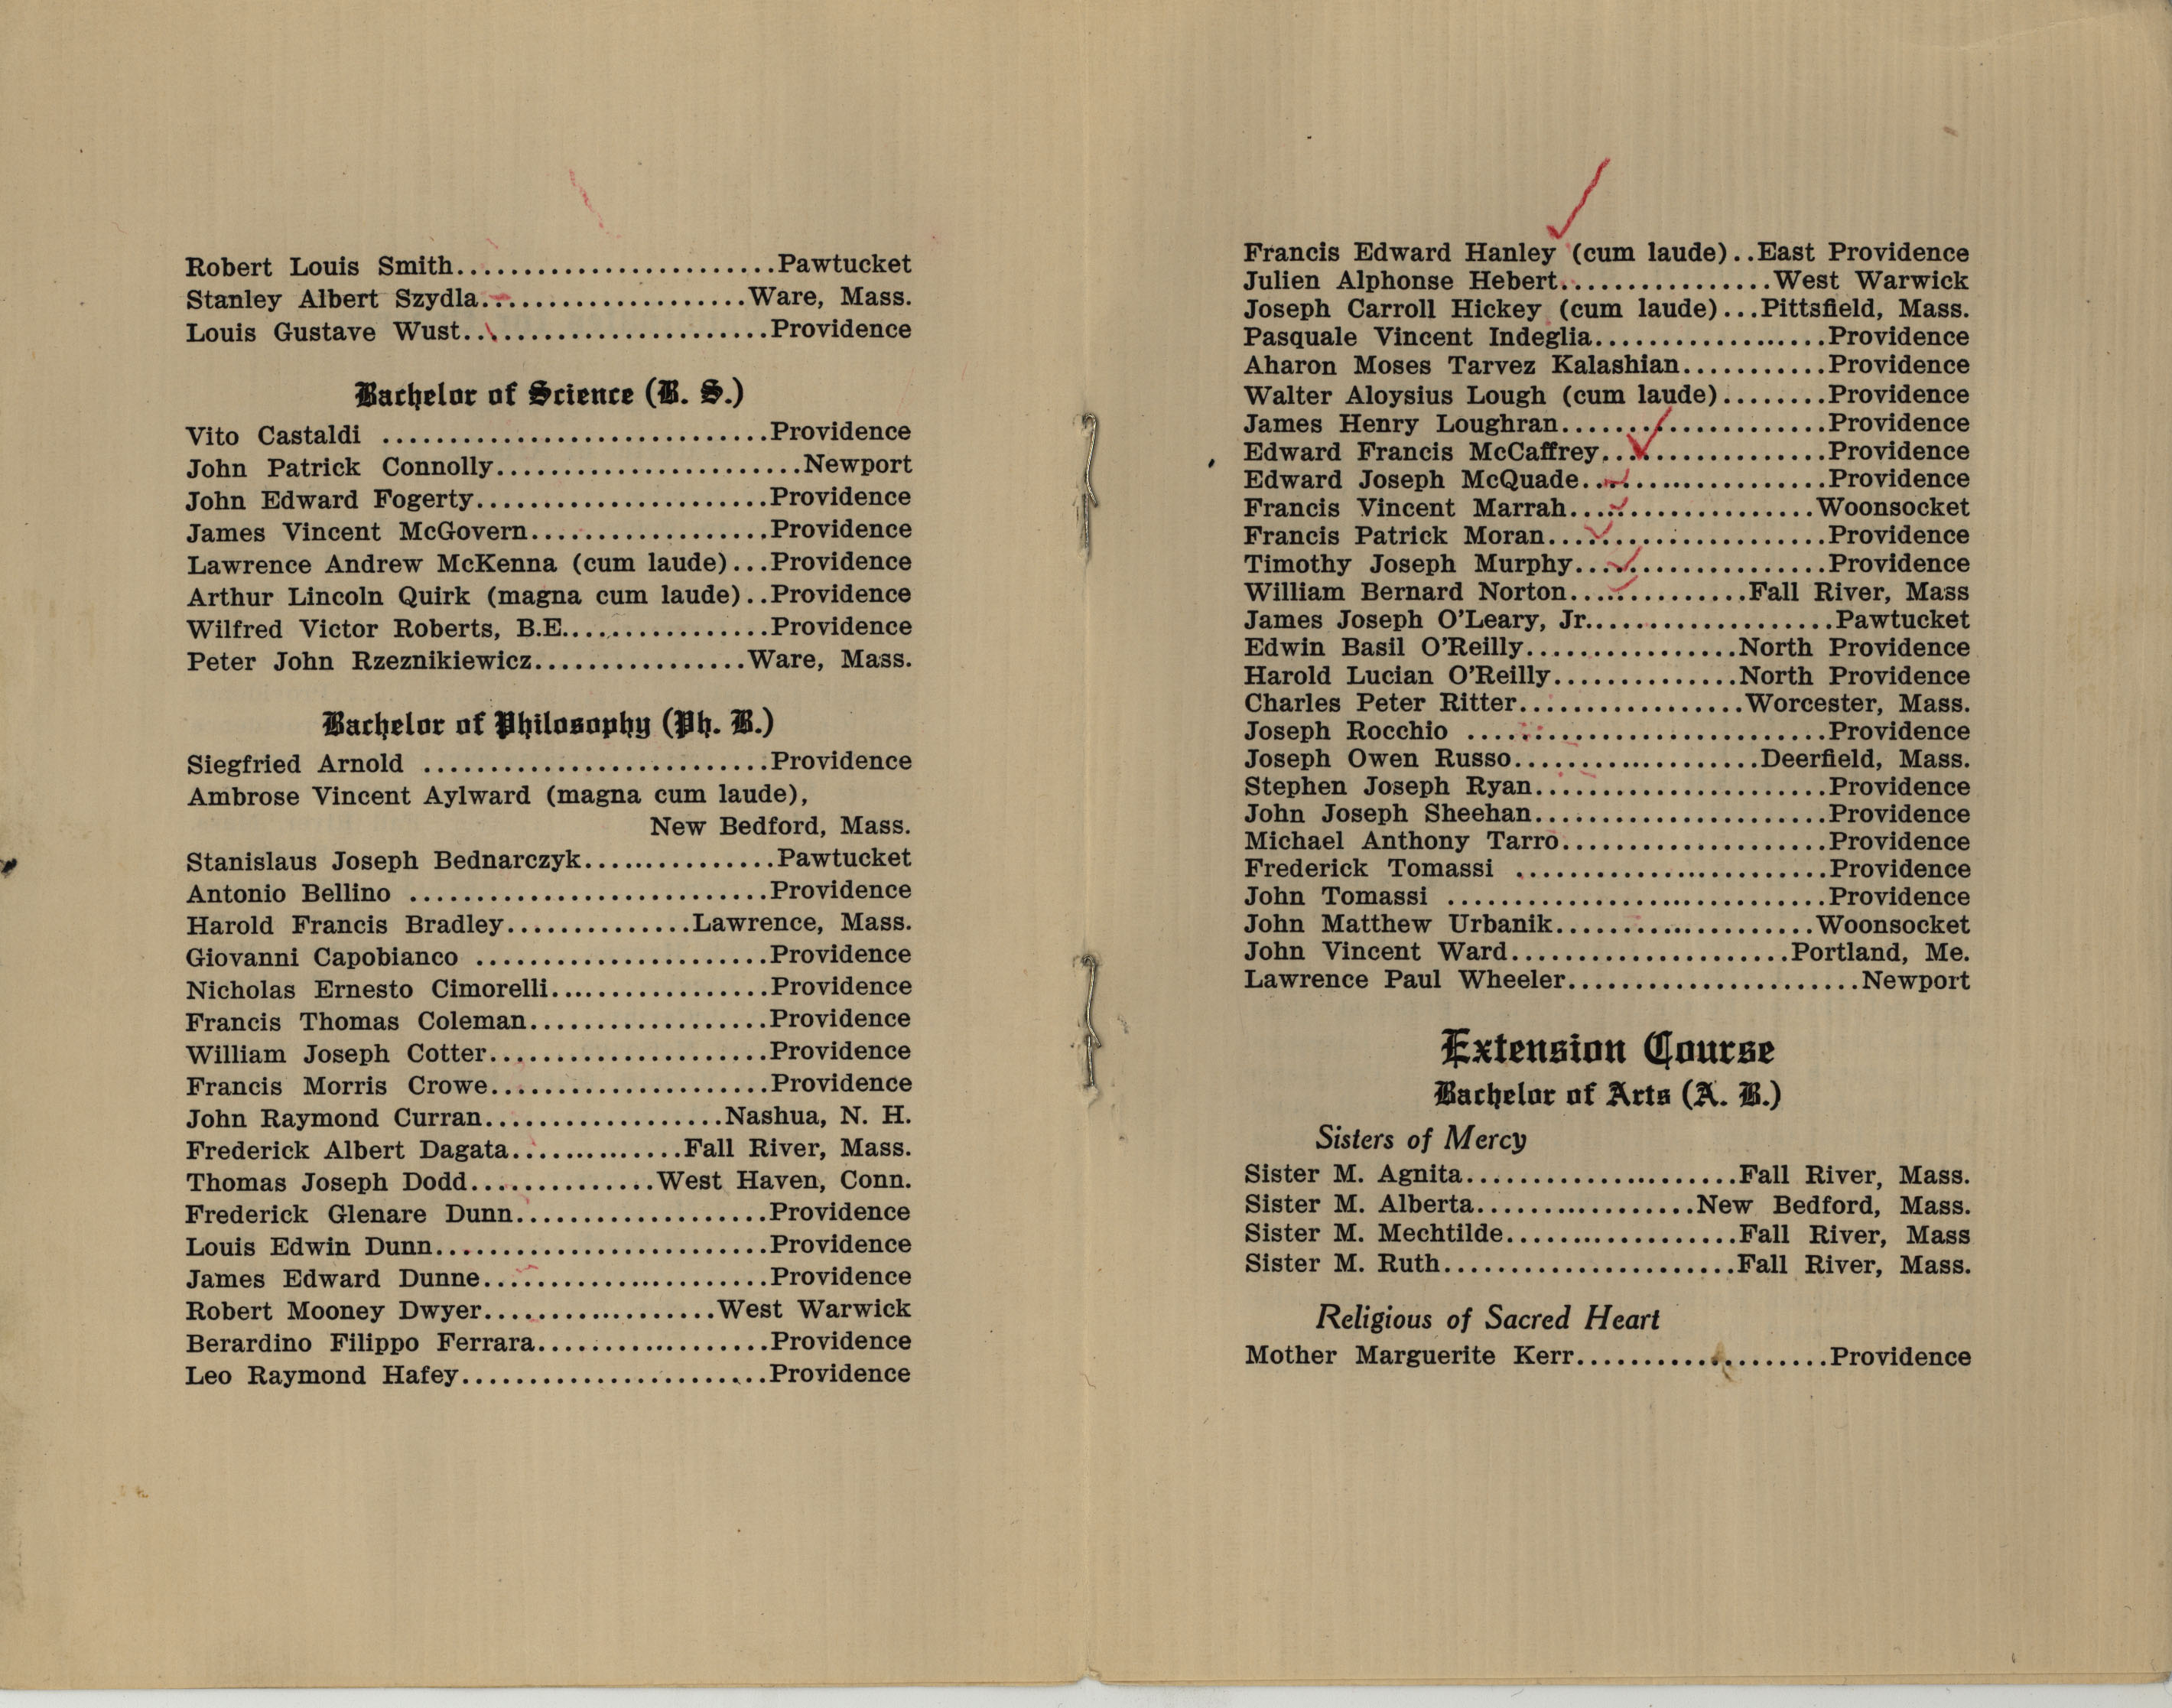 Robert Louis Smith........................Pawtucket
Stanley Albert Szydla....................Ware, Mass.
Louis Gustave Wust.......................Providence
Bachelor of Science (B. S.)
Vito Castaldi .............................Providence
John Patrick Connolly.......................Newport
John Edward Fogerty......................Providence
James Vincent McGovern..................Providence
Lawrence Andrew McKenna (cum laude)...Providence
Arthur Lincoln Quirk (magna cum laude)..Providence
Wilfred Victor Roberts, B.E................Providence
Peter John Rzeznikiewicz................Ware, Mass.
Bachelor of Philosophy (Ph. B.)
Siegfried Arnold ..........................Providence
Ambrose Vincent Aylward (magna cum laude),
New Bedford, Mass.
Stanislaus Joseph Bednarczyk...............Pawtucket
Antonio Bellino ...........................Providence
Harold Francis Bradley..............Lawrence, Mass.
Giovanni Capobianco ......................Providence
Nicholas Ernesto Cimorelli.................Providence
Francis Thomas Coleman..................Providence
William Joseph Cotter.....................Providence
Francis Morris Crowe.....................Providence
John Raymond Curran..................Nashua, N. H.
Frederick Albert Dagata.............Fall River, Mass.
Thomas Joseph Dodd..............West Haven, Conn.
Frederick Glenare Dunn...................Providence
Louis Edwin Dunn.........................Providence
James Edward Dunne.....................Providence
Robert Mooney Dwyer..................West Warwick
Berardino Filippo Ferrara..................Providence
Leo Raymond Hafey.......................Providence
Francis Edward Hanley (cum laude)..East Providence
Julien Alphonse Hebert................West Warwick
Joseph Carroll Hickey (cum laude)...Pittsfield, Mass.
Pasquale Vincent Indeglia..................Providence
Aharon Moses Tarvez Kalashian...........Providence
Walter Aloysius Lough (cum laude)........Providence
James Henry Loughran....................Providence
Edward Francis McCaffrey.................Providence
Edward Joseph McQuade...................Providence
Francis Vincent Marrah...................Woonsocket
Francis Patrick Moran.....................Providence
Timothy Joseph Murphy...................Providence
William Bernard Norton..............Fall River, Mass
James Joseph O'Leary, Jr...................Pawtucket
Edwin Basil O'Reilly................North Providence
Harold Lucian O'Reilly..............North Providence
Charles Peter Ritter.................Worcester, Mass.
Joseph Rocchio ...........................Providence
Joseph Owen Russo...................Deerfield, Mass.
Stephen Joseph Ryan......................Providence
John Joseph Sheehan......................Providence
Michael Anthony Tarro....................Providence
Frederick Tomassi ........................Providence
John Tomassi .............................Providence
John Matthew Urbanik....................Woonsocket
John Vincent Ward.....................Portland, Me.
Lawrence Paul Wheeler......................Newport
Extension Course
Bachelor of Arts (A. B.)
Sisters of Mercy
Sister M. Agnita.....................Fall River, Mass.
Sister M. Alberta.................New Bedford, Mass.
Sister M. Mechtilde..................Fall River, Mass
Sister M. Ruth......................Fall River, Mass.
Religious of Sacred Heart
Mother Marguerite Kerr...................Providence